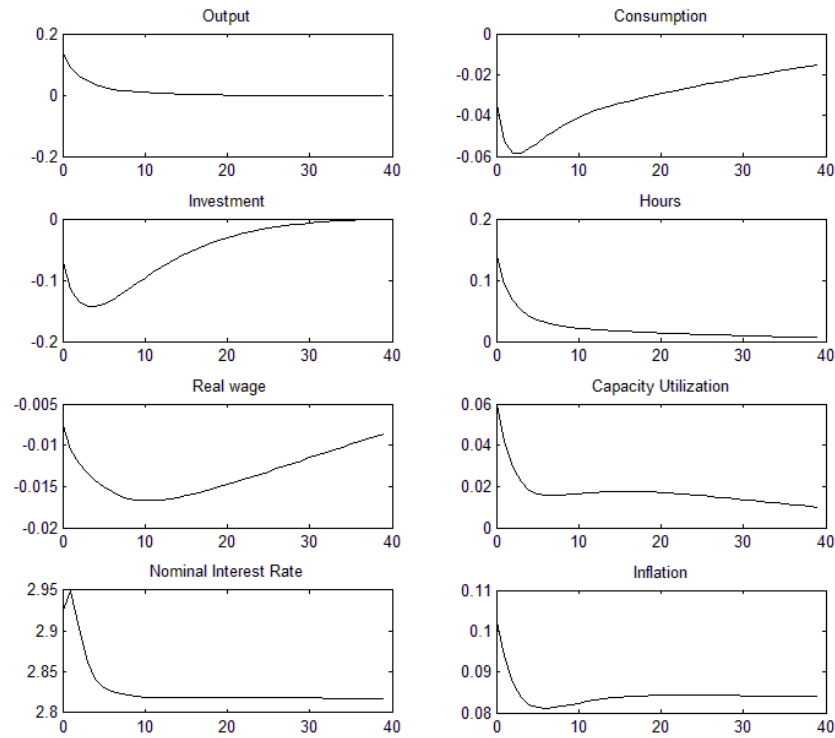 Output
0.2
0
-0.2
0 10 20 30 40
Consumption
0
-0.02
-0.04
-0.06
0 10 20 30 40
Investment
0
-0.1
-0.2
0 10 20 30 40
Hours
0.2
0.1
0
0 10 20 30 40
Real wage
-0.005
-0.01
-0.015
-0.02
0 10 20 30 40
Capacity Utilization
0.06
0.04
0.02
0
0 10 20 30 40
Nominal Interest Rate
2.95
2.9
2.85
2.8
0 10 20 30 40
Inflation
0.11
0.1
0.09
0.08
0 10 20 30 40